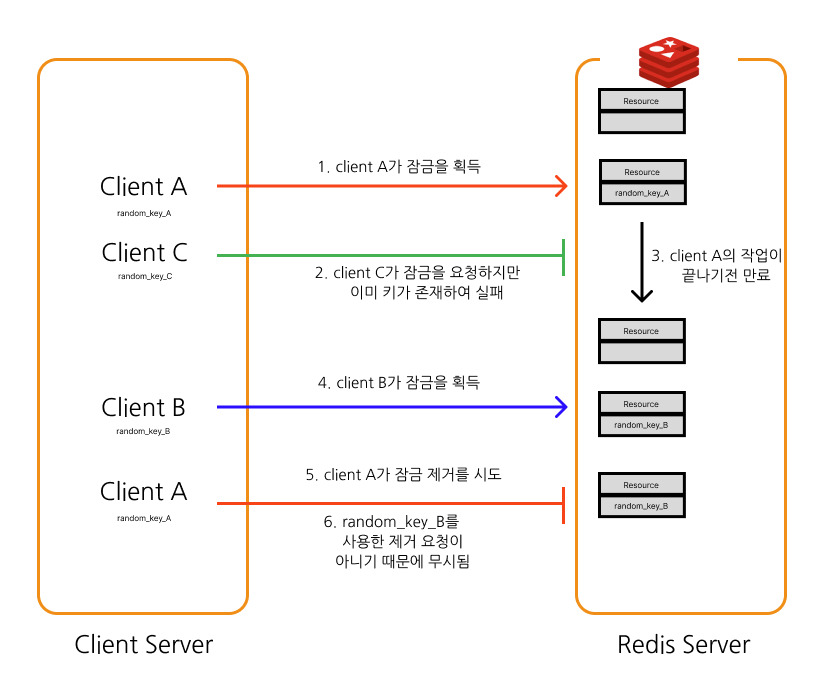 Resource
1. client A가 잠금을 획득
Client A
random_key_A
Resource
random_key_A
Client C
random_key_C
2. client C가 잠금을 요청하지만
이미 키가 존재하여 실패
3. client A의 작업이
끝나기전 만료
Resource
4. client B가 잠금을 획득
Client B
random_key_B
Resource
random_key_B
5. client A가 잠금 제거를 시도
Client A
random_key_A
Resource
random_key_B
6. random_key_B를
사용한 제거 요청이
아니기 때문에 무시됨
Client Server
Redis Server